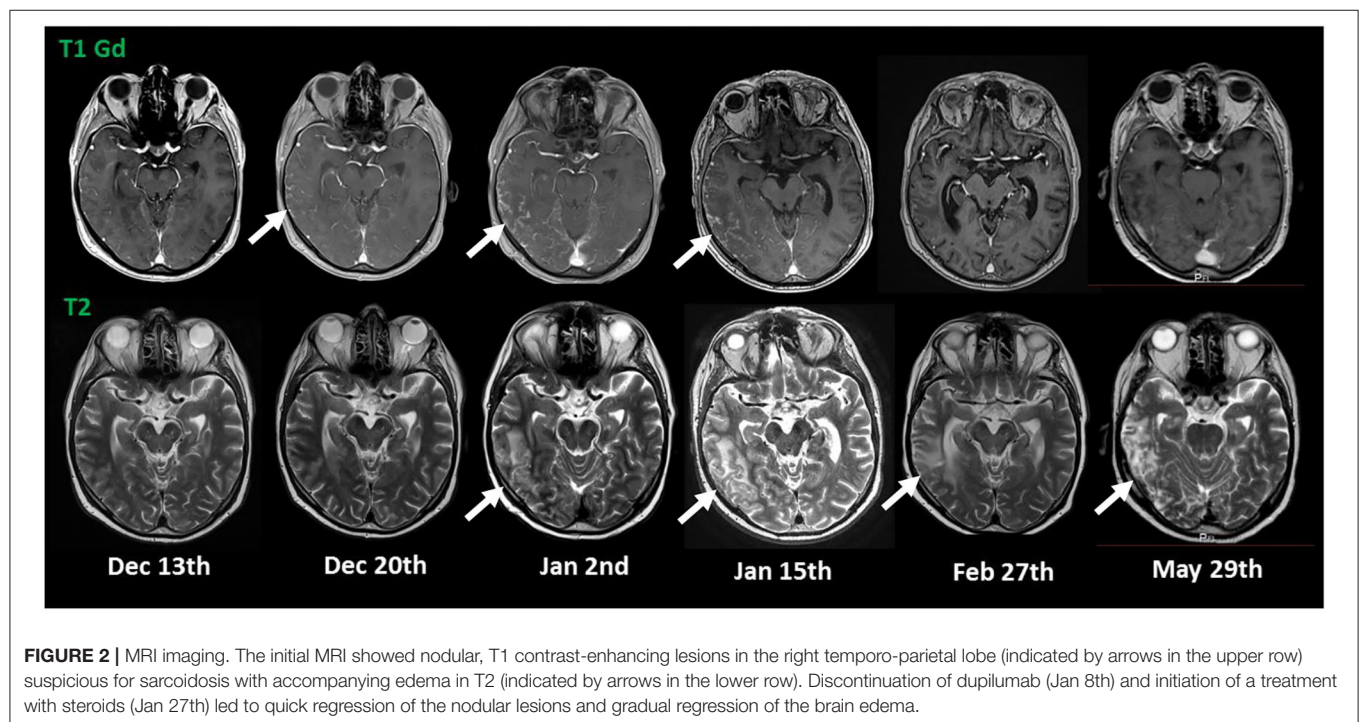 T1 Gd
T2
Dec 13th
Dec 20th
Jan 2nd
Jan 15th
Feb 27th
May 29th
FIGURE 2 | MRI imaging. The initial MRI showed nodular, T1 contrast-enhancing lesions in the right temporo-parietal lobe (indicated by arrows in the upper row)
suspicious for sarcoidosis with accompanying edema in T2 (indicated by arrows in the lower row). Discontinuation of dupilumab (Jan 8th) and initiation of a treatment
with steroids (Jan 27th) led to quick regression of the nodular lesions and gradual regression of the brain edema.